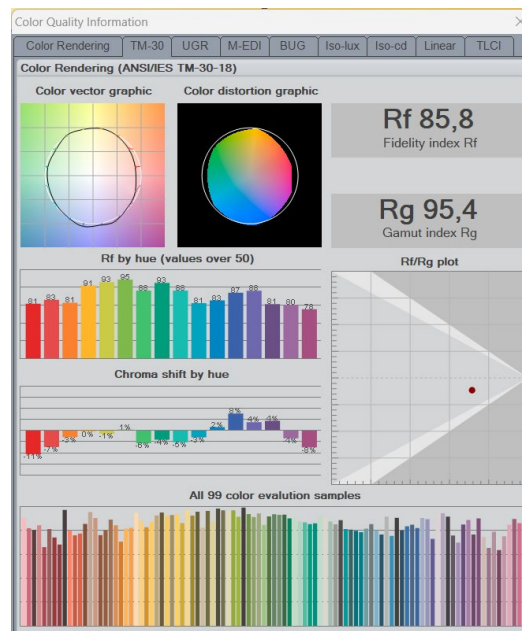 Color Quality Information
Color Rendering TM-30 UGR M-EDI BUG Iso-lux Iso-cd Linear TLCI
Color Rendering (ANSI/IES TM-30-18)
Color vector graphic Color distortion graphic
Rf 85,8
Fidelity index Rf
Rg 95,4
Gamut index Rg
Rf by hue (values over 50)
81 83 81 91 93 95 88 93 88 81 83 87 88 81 80 78
Rf/Rg plot
Chroma shift by hue
-11% -7% -3% 0% -1% 1% -6% -4% -5% -3% 2% 8% 4% 4%  -8%
All 99 color evalution samples